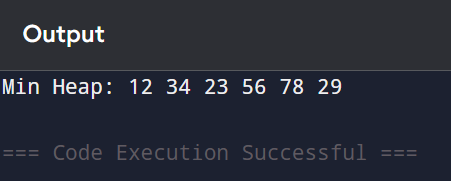 Output
Min Heap: 12 34 23 56 78 29
=== Code Execution Successful ===